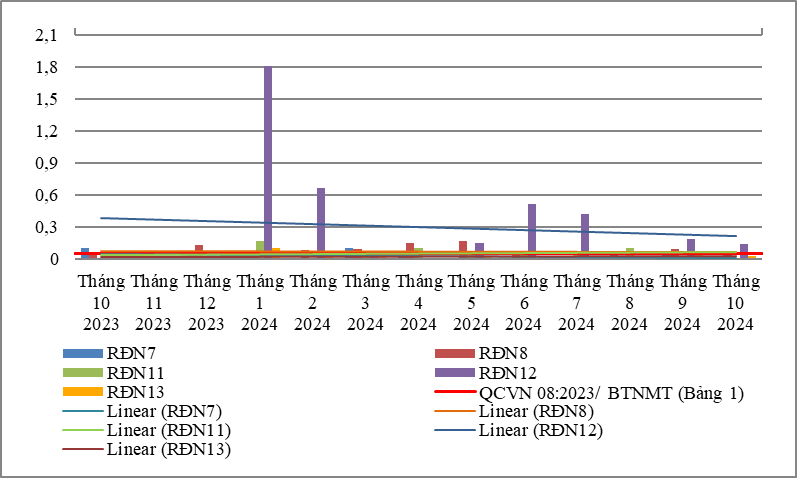 2,1
1,8
1,5
1,2
0,9
0,6
0,3
0
Tháng Tháng Tháng Tháng Tháng Tháng Tháng Tháng Tháng Tháng Tháng Tháng Tháng
10 11 12 1 2 3 4 5 6 7 8 9 10
2023 2023 2023 2024 2024 2024 2024 2024 2024 2024 2024 2024 2024
RĐN7 RĐN8
RĐN11 RĐN12
RĐN13 QCVN 08:2023/ BTNMT (Bảng 1)
Linear (RĐN7) Linear (RĐN8)
Linear (RĐN11) Linear (RĐN12)
Linear (RĐN13)